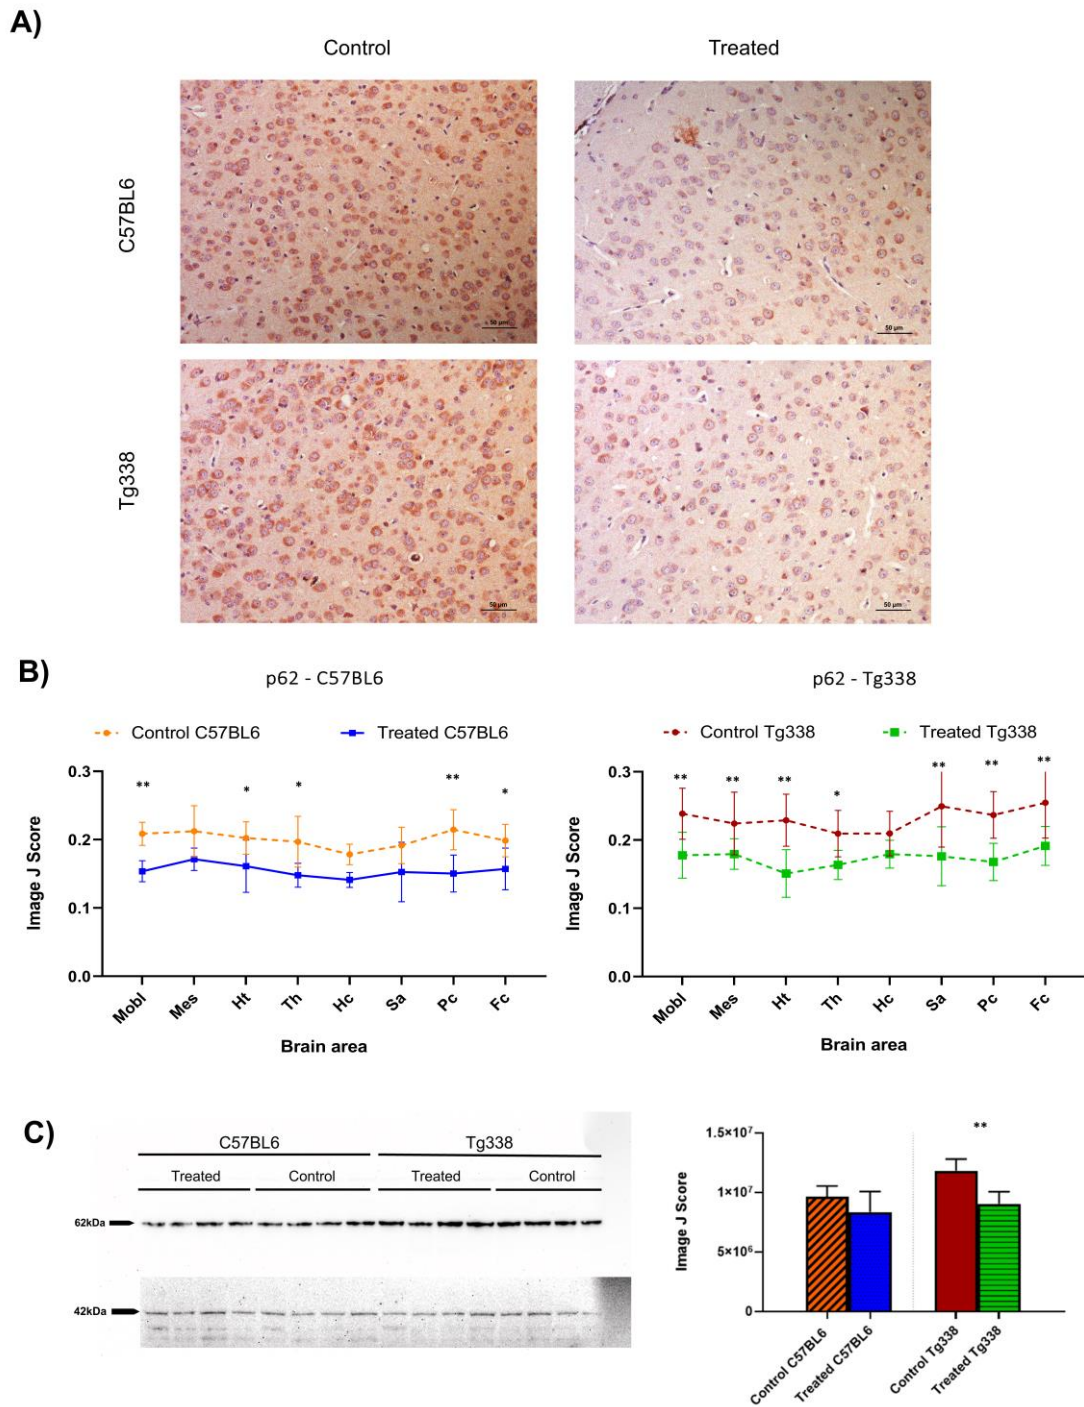 A)
Control Treated
C57BL6
50 µm 50 µm
Tg338
50 µm 50 µm
B)
p62 - C57BL6 p62 - Tg338
Control C57BL6 Treated C57BL6 Control Tg338 Treated Tg338
Image J Score
0.3
0.2
0.1
0.0
** * * ** *
Mobl Mes Ht Th Hc Sa Pc Fc
Brain area
Image J Score
0.3
0.2
0.1
0.0
** ** ** * ** ** **
Mobl Mes Ht Th Hc Sa Pc Fc
Brain area
C)
C57BL6 Tg338
Treated Control Treated Control
62kDa
42kDa
Image J Score
1.5×10⁷
1×10⁷
5×10⁶
0
**
Control C57BL6 Treated C57BL6 Control Tg338 Treated Tg338